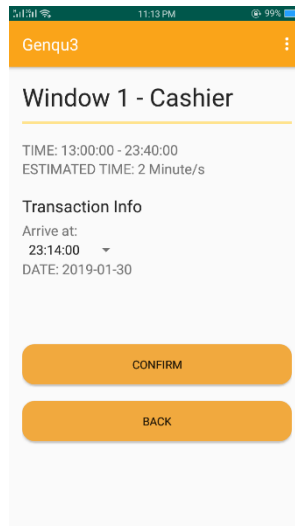 11:13 PM
99%
Genqu3
Window 1 - Cashier
TIME: 13:00:00 - 23:40:00
ESTIMATED TIME: 2 Minute/s
Transaction Info
Arrive at:
23:14:00
DATE: 2019-01-30
CONFIRM
BACK